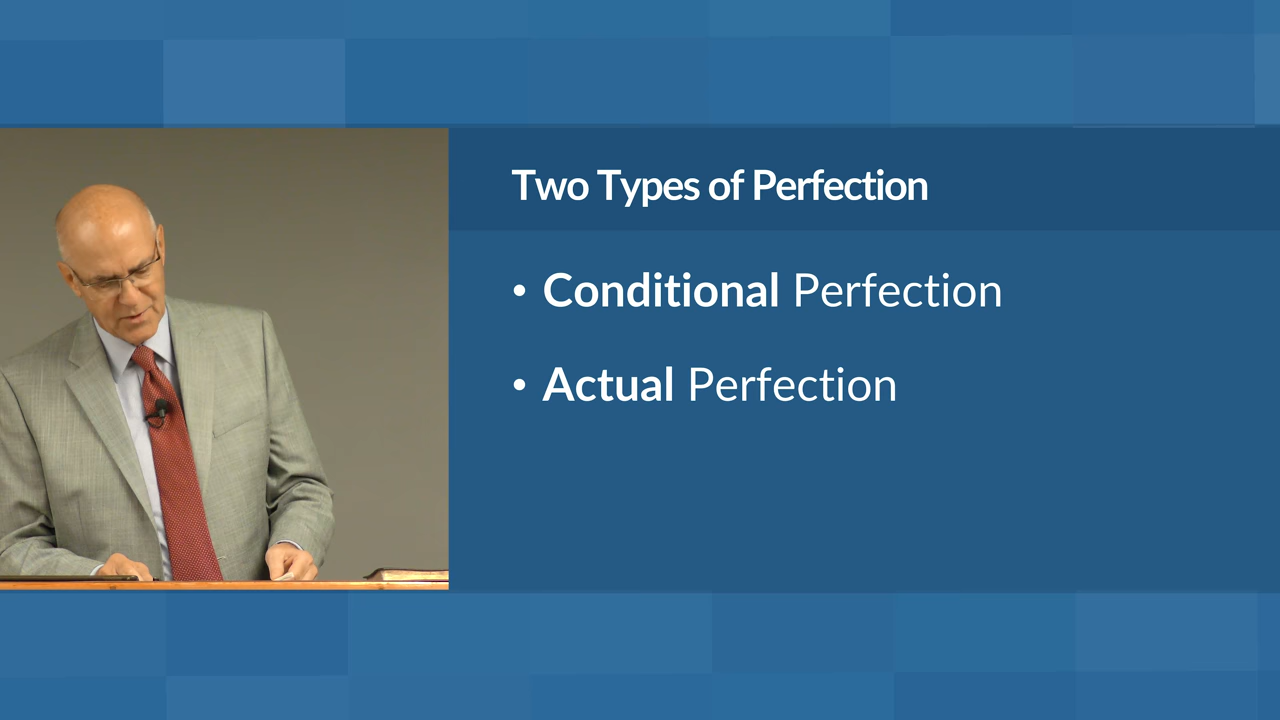 Two Types of Perfection
• Conditional Perfection
• Actual Perfection